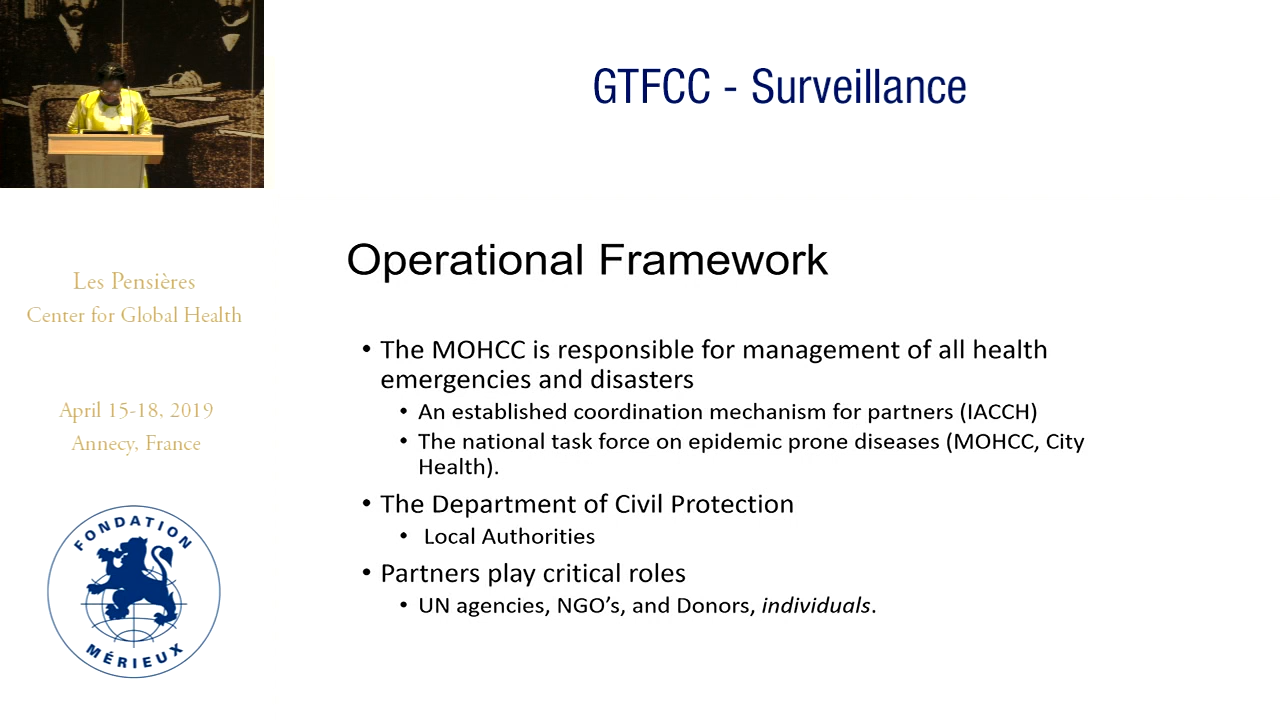 GTFCC - Surveillance
Les Pensières
Center for Global Health
April 15-18, 2019
Annecy, France
FONDATION
MÉRIEUX
Operational Framework
• The MOHCC is responsible for management of all health
emergencies and disasters
• An established coordination mechanism for partners (IACCH)
• The national task force on epidemic prone diseases (MOHCC, City
Health).
• The Department of Civil Protection
• Local Authorities
• Partners play critical roles
• UN agencies, NGO’s, and Donors, individuals.